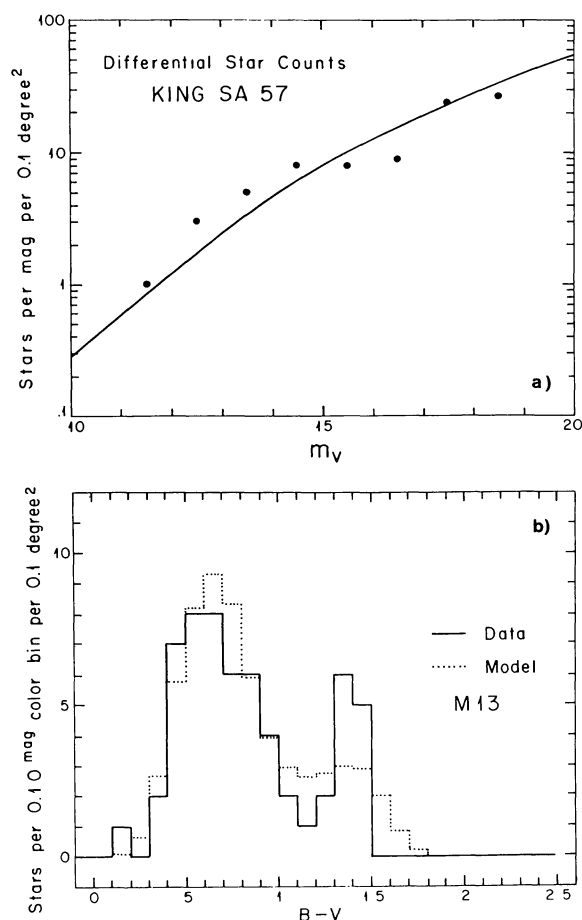 100
10
1
.1
Stars per mag per 0.1 degree²
Differential Star Counts
KING SA 57
a)
10
15
20
mv
Stars per 0.10 mag color bin per 0.1 degree²
10
5
0
b)
Data
Model
M 13
0
5
1
1 5
2
2 5
B-V